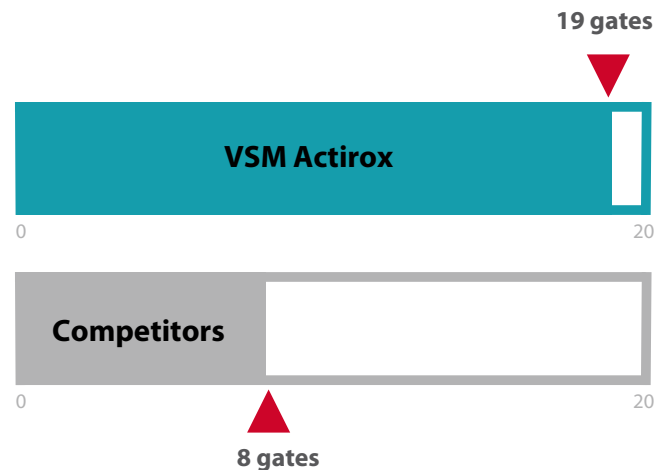 19 gates
VSM Actirox
0
20
Competitors
0
20
8 gates